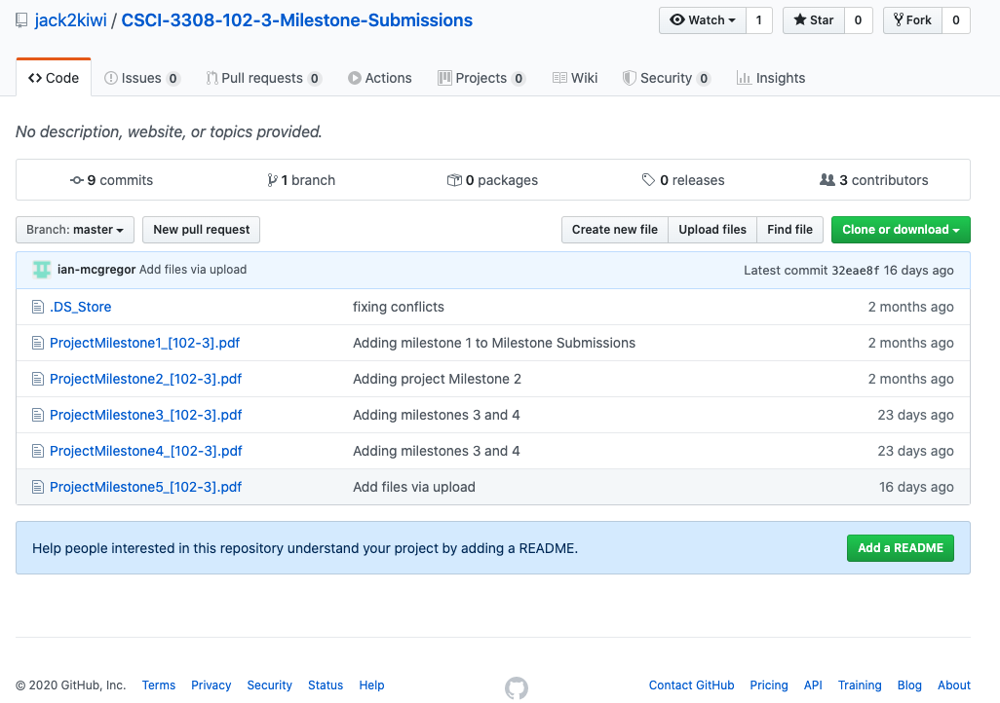 jack2kiwi / CSCI-3308-102-3-Milestone-Submissions Watch 1 Star 0 Fork 0
Code Issues 0 Pull requests 0 Actions Projects 0 Wiki Security 0 Insights
No description, website, or topics provided.
9 commits 1 branch 0 packages 0 releases 3 contributors
Branch: master New pull request Create new file Upload files Find file Clone or download
ian-mcgregor Add files via upload Latest commit 32eae8f 16 days ago
.DS_Store fixing conflicts 2 months ago
ProjectMilestone1_[102-3].pdf Adding milestone 1 to Milestone Submissions 2 months ago
ProjectMilestone2_[102-3].pdf Adding project Milestone 2 2 months ago
ProjectMilestone3_[102-3].pdf Adding milestones 3 and 4 23 days ago
ProjectMilestone4_[102-3].pdf Adding milestones 3 and 4 23 days ago
ProjectMilestone5_[102-3].pdf Add files via upload 16 days ago
Help people interested in this repository understand your project by adding a README. Add a README
© 2020 GitHub, Inc. Terms Privacy Security Status Help Contact GitHub Pricing API Training Blog About